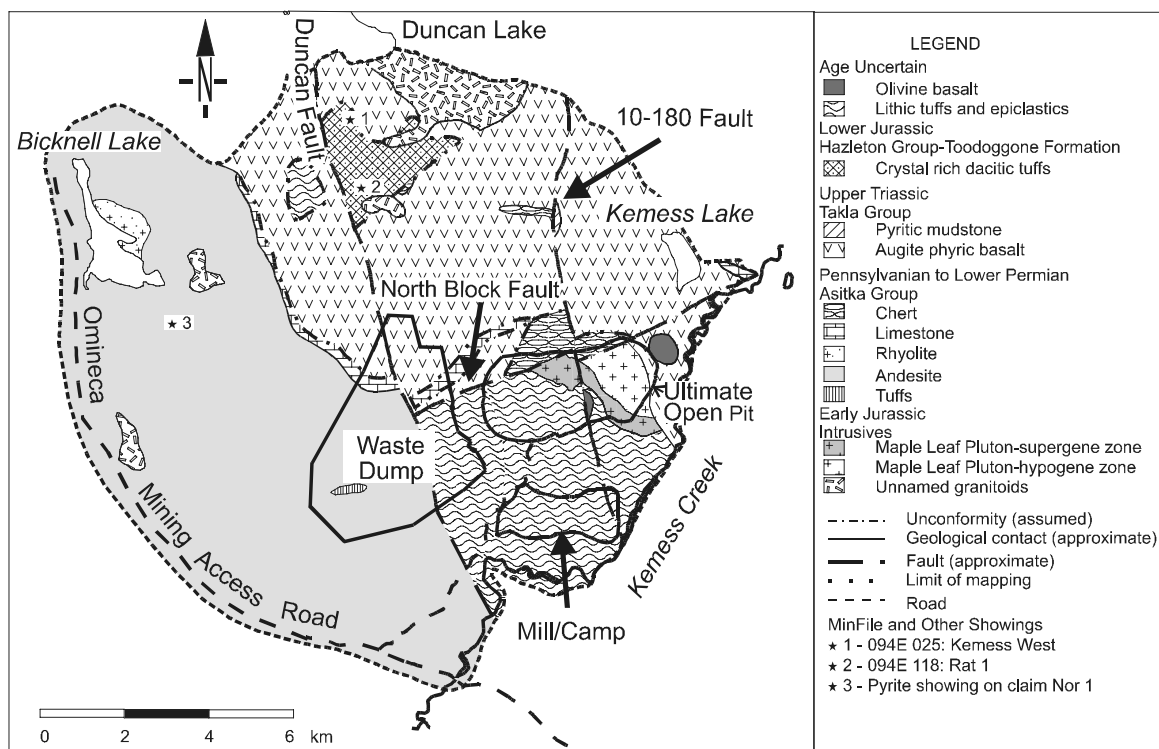 Duncan Lake
Duncan Fault
10-180 Fault
Bicknell Lake
1
2
Kemess Lake
North Block Fault
3
Omineca
Ultimate
Open Pit
Waste
Dump
Mining Access Road
Kemess Creek
Mill/Camp
N
0 2 4 6 km
LEGEND
Age Uncertain
Olivine basalt
Lithic tuffs and epiclastics
Lower Jurassic
Hazleton Group-Toodoggone Formation
Crystal rich dacitic tuffs
Upper Triassic
Takla Group
Pyritic mudstone
Augite phyric basalt
Pennsylvanian to Lower Permian
Asitka Group
Chert
Limestone
Rhyolite
Andesite
Tuffs
Early Jurassic
Intrusives
Maple Leaf Pluton-supergene zone
Maple Leaf Pluton-hypogene zone
Unnamed granitoids
Unconformity (assumed)
Geological contact (approximate)
Fault (approximate)
Limit of mapping
Road
MinFile and Other Showings
★ 1 - 094E 025: Kemess West
★ 2 - 094E 118: Rat 1
★ 3 - Pyrite showing on claim Nor 1